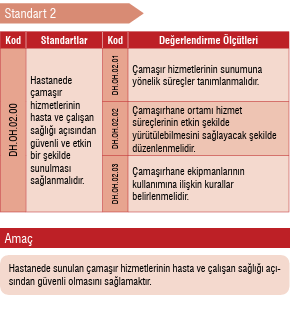 Standart 2
Kod Standartlar Kod Değerlendirme Ölçütleri
DH.OH.02.00
Hastanede
çamaşır
hizmetlerinin
hasta ve çalışan
sağlığı açısından
güvenli ve etkin
bir şekilde
sunulması
sağlanmalıdır.
DH.OH.02.01
Çamaşır hizmetlerinin sunumuna
yönelik süreçler tanımlanmalıdır.
DH.OH.02.02
Çamaşırhane ortamı hizmet
süreçlerinin etkin şekilde
yürütülebilmesini sağlayacak şekilde
düzenlenmelidir.
DH.OH.02.03
Çamaşırhane ekipmanlarının
kullanımına ilişkin kurallar
belirlenmelidir.
Amaç
Hastanede sunulan çamaşır hizmetlerinin hasta ve çalışan sağlığı açı-
sından güvenli olmasını sağlamaktır.